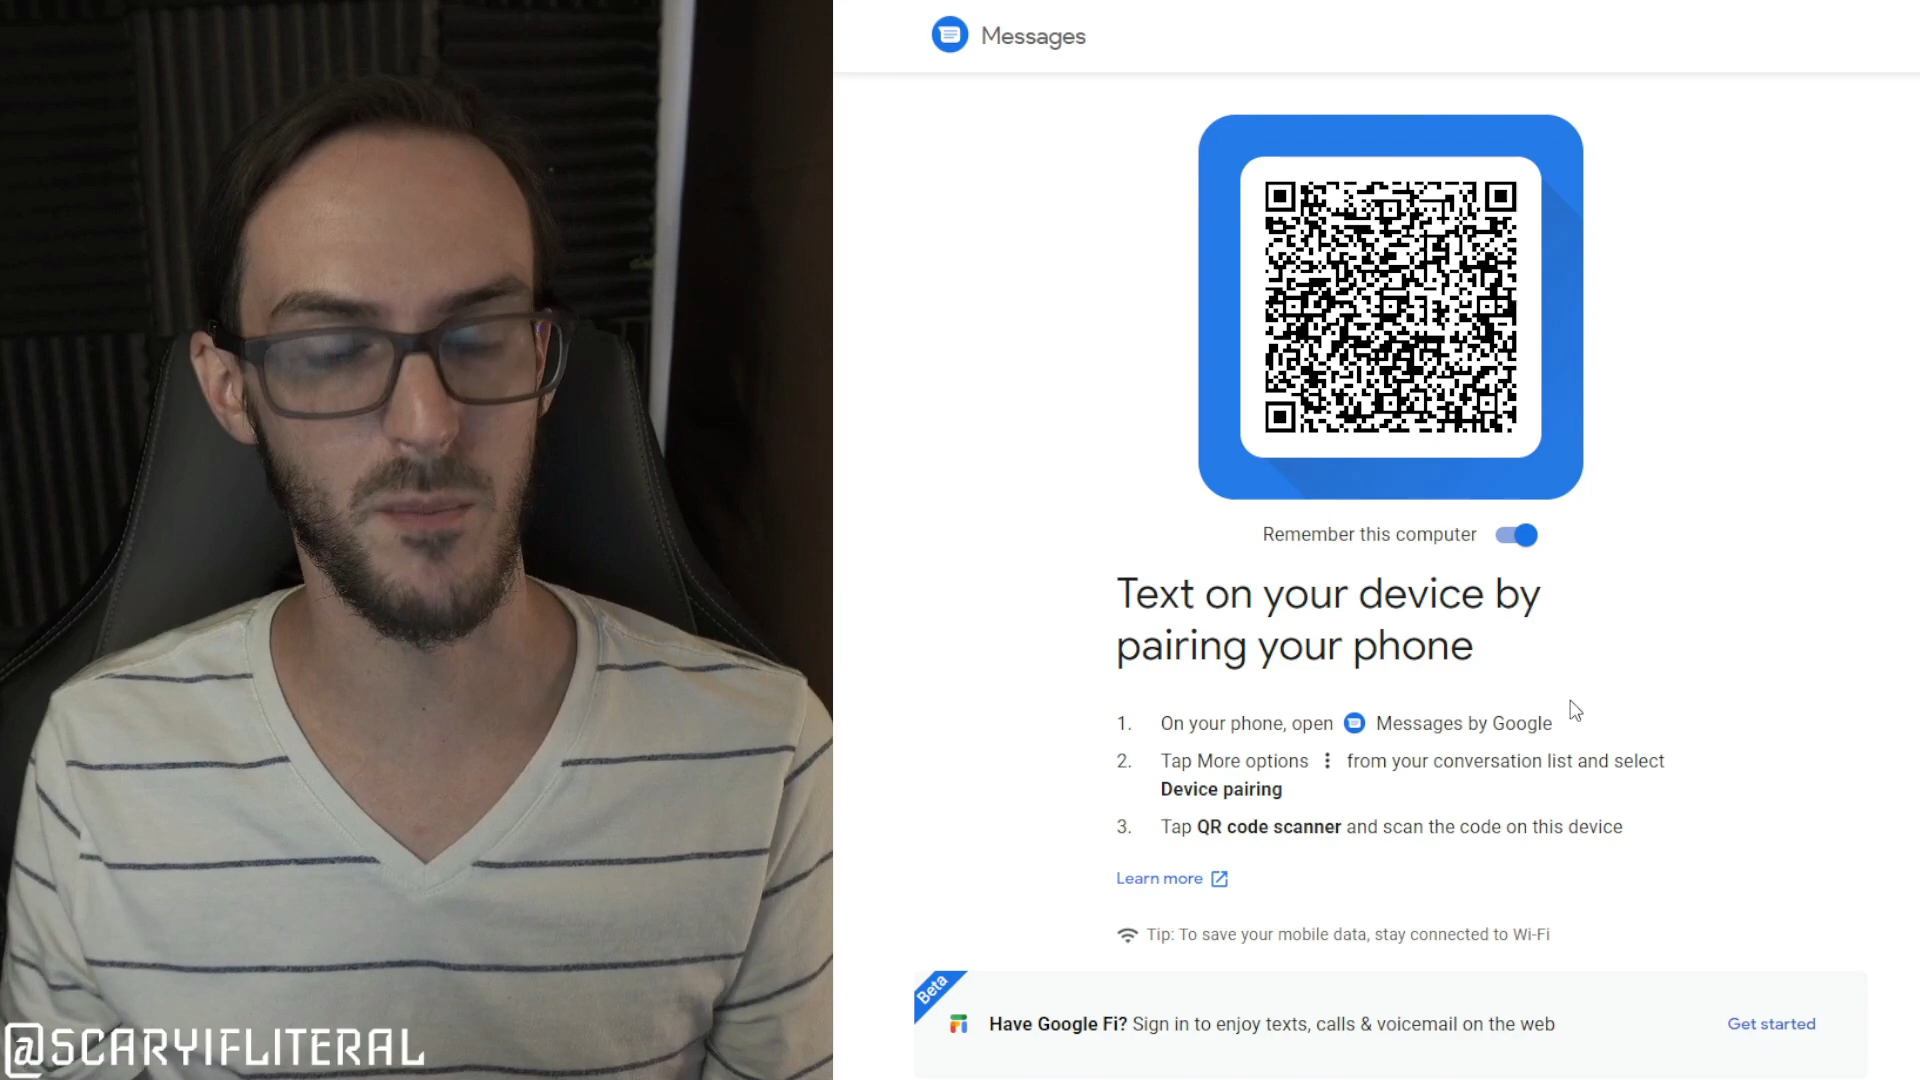 Messages
Remember this computer
Text on your device by
pairing your phone
1. On your phone, open Messages by Google
2. Tap More options from your conversation list and select
Device pairing
3. Tap QR code scanner and scan the code on this device
Learn more
Tip: To save your mobile data, stay connected to Wi-Fi
Beta
Have Google Fi? Sign in to enjoy texts, calls & voicemail on the web
Get started
@SCARYIFLITERAL